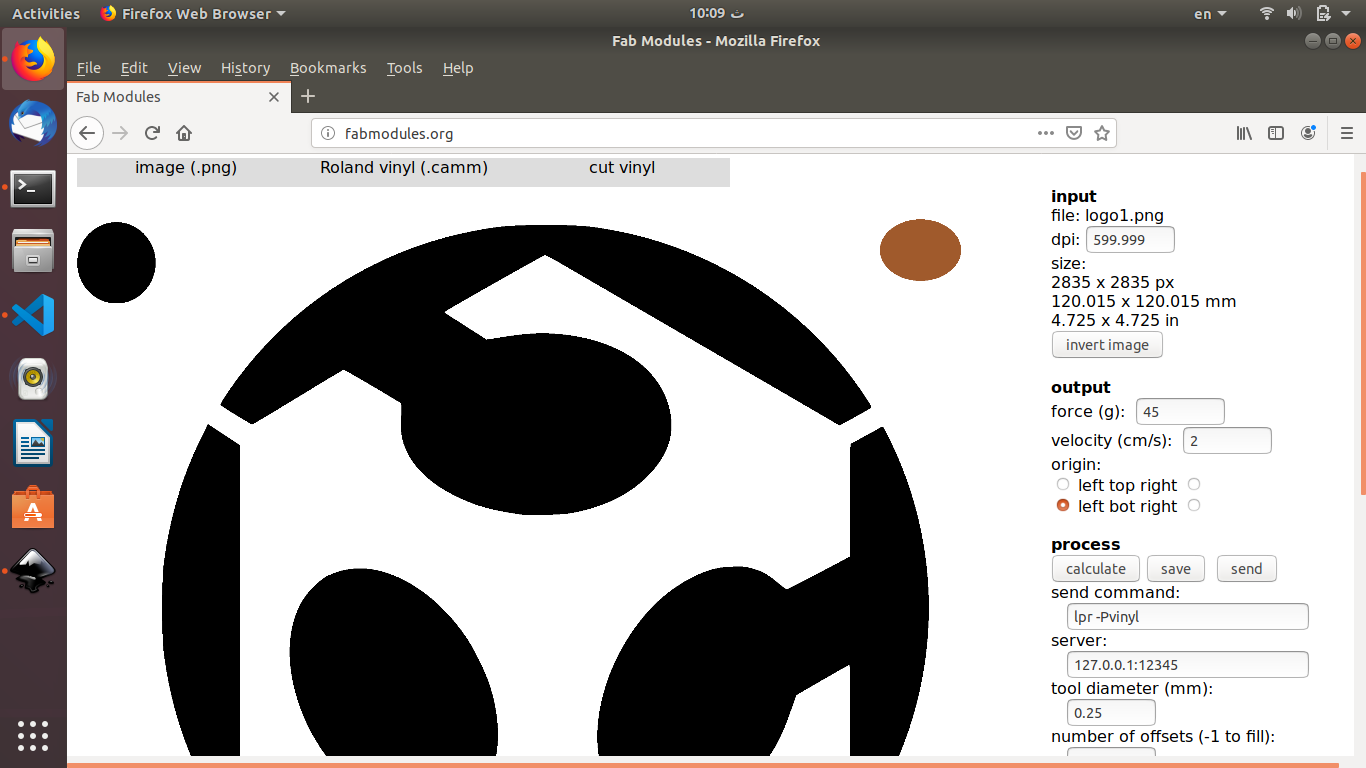 Activities Firefox Web Browser 10:09 ث en
Fab Modules - Mozilla Firefox
File Edit View History Bookmarks Tools Help
Fab Modules
fabmodules.org
image (.png) Roland vinyl (.camm) cut vinyl
input
file: logo1.png
dpi: 599.999
size:
2835 x 2835 px
120.015 x 120.015 mm
4.725 x 4.725 in
invert image
output
force (g): 45
velocity (cm/s): 2
origin:
left top right
left bot right
process
calculate save send
send command:
lpr -Pvinyl
server:
127.0.0.1:12345
tool diameter (mm):
0.25
number of offsets (-1 to fill):